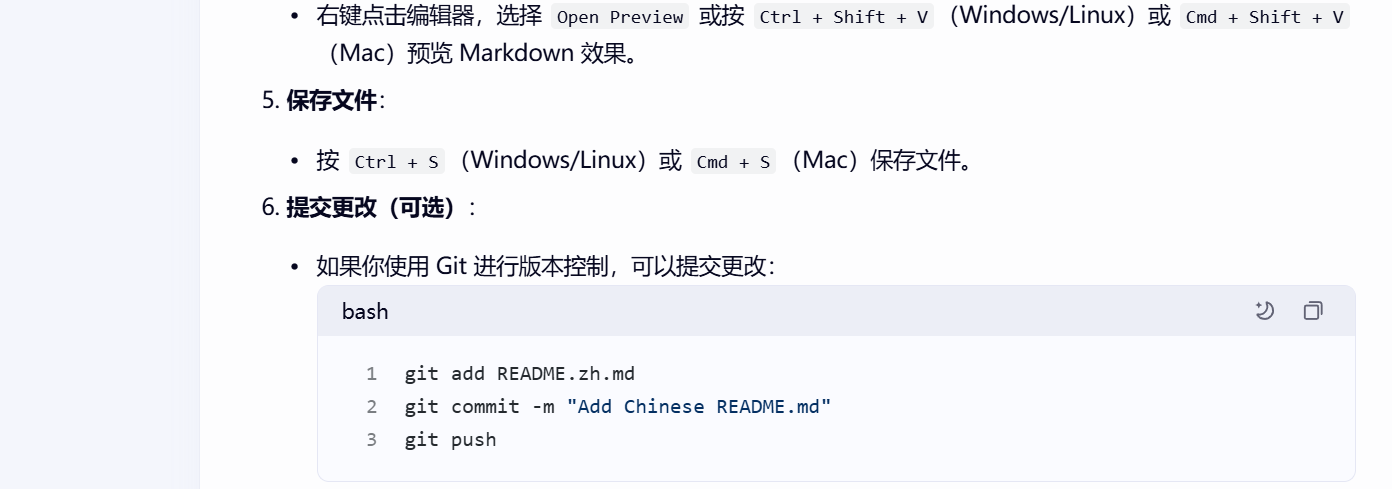 • 右键点击编辑器，选择 Open Preview 或按 Ctrl + Shift + V （Windows/Linux）或 Cmd + Shift + V
（Mac）预览 Markdown 效果。
5. 保存文件：
• 按 Ctrl + S （Windows/Linux）或 Cmd + S （Mac）保存文件。
6. 提交更改（可选）：
• 如果你使用 Git 进行版本控制，可以提交更改：
bash
1 git add README.zh.md
2 git commit -m "Add Chinese README.md"
3 git push